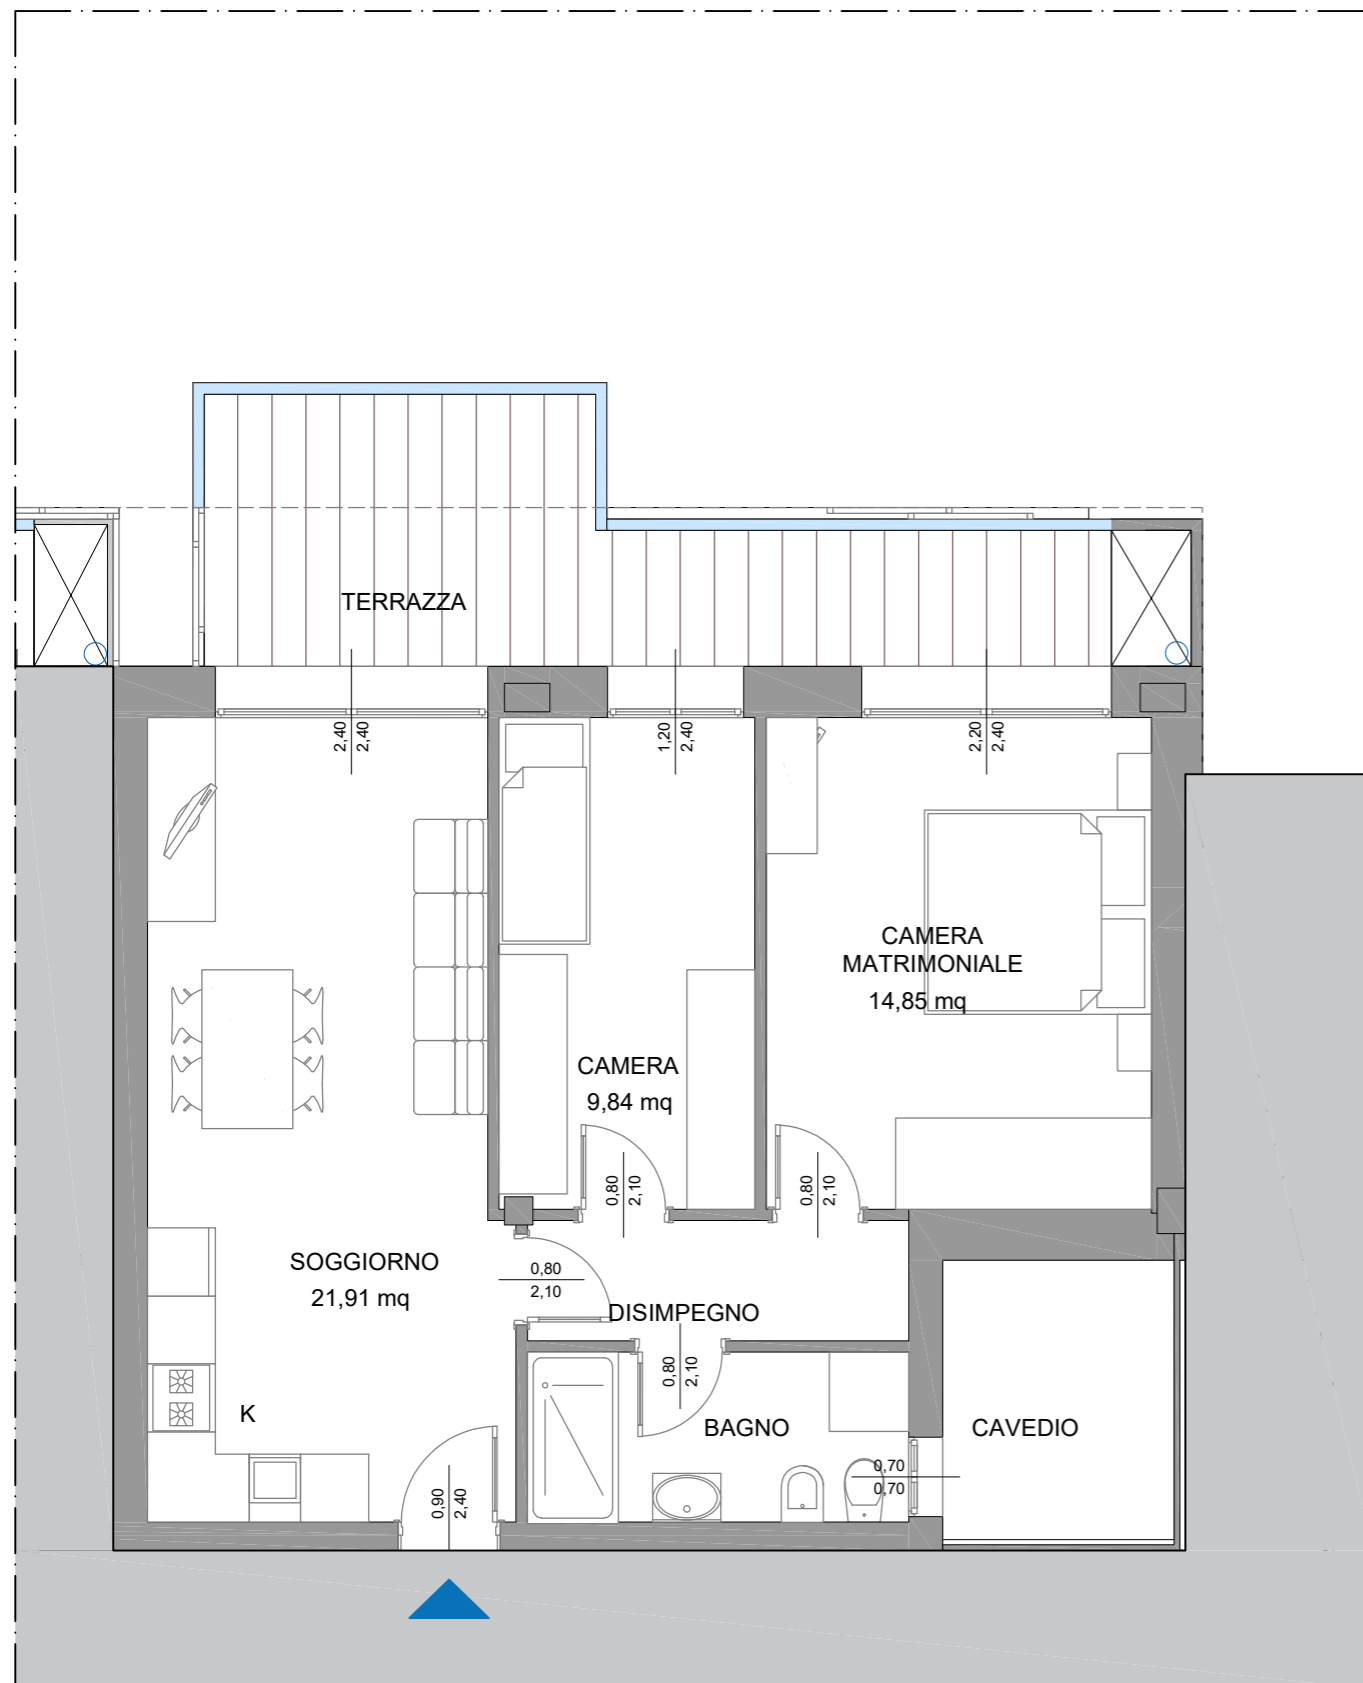 TERRAZZA
2,40
2,40
1,20
2,40
2,20
2,40
CAMERA
MATRIMONIALE
14,85 mq
CAMERA
9,84 mq
0,80
2,10
0,80
2,10
SOGGIORNO
21,91 mq
0,80
2,10
DISIMPEGNO
0,80
2,10
K
BAGNO
CAVEDIO
0,70
0,70
0,90
2,40